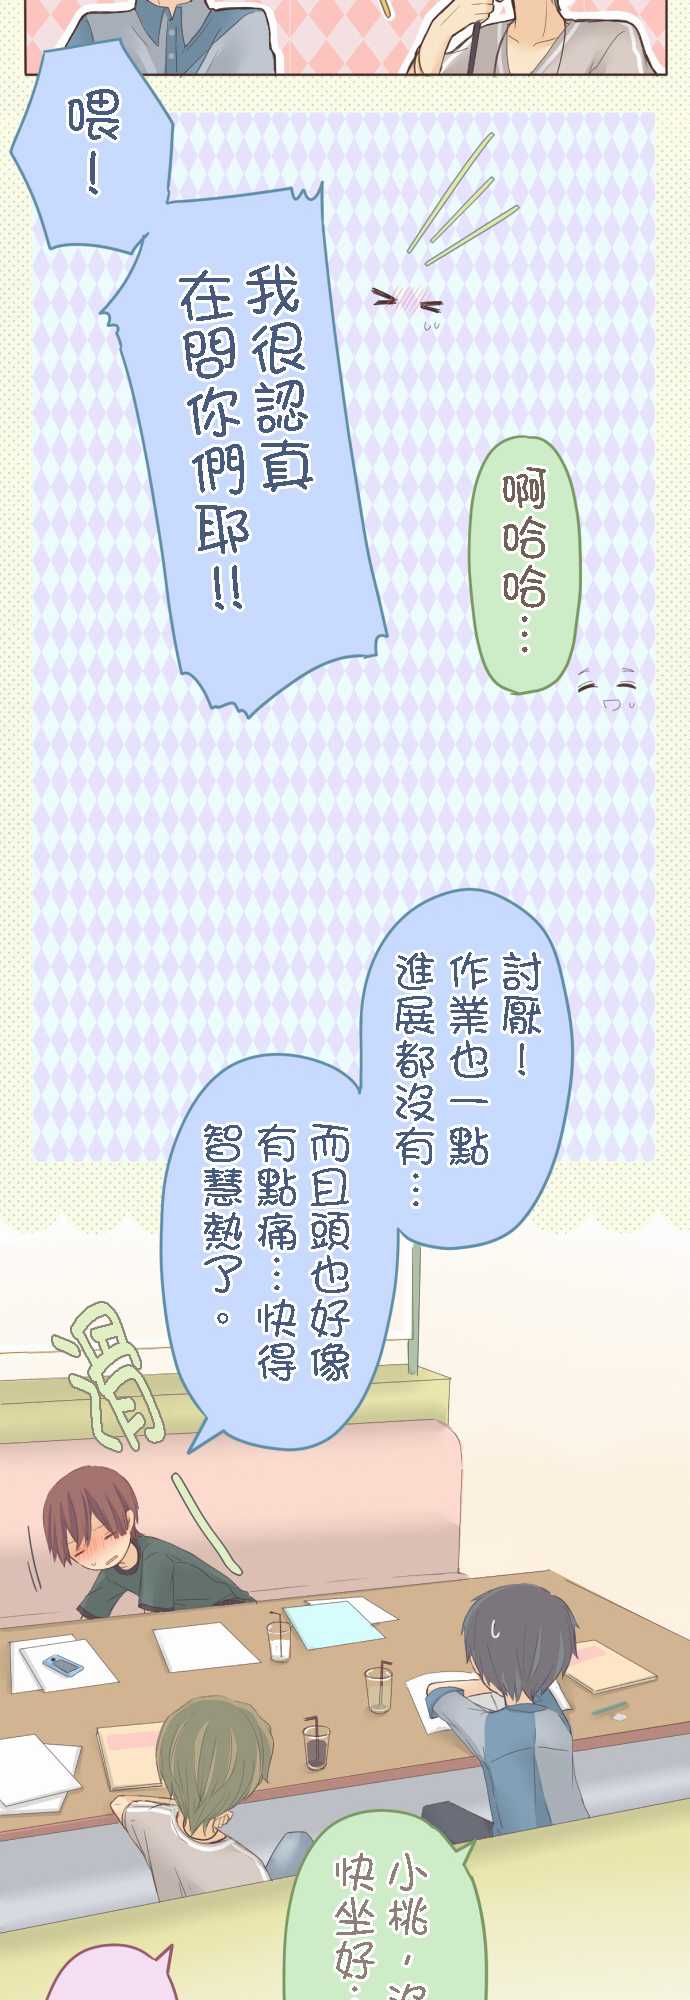 喂！
我很認真
在問你們耶！！
啊哈哈…
討厭！
作業也一點
進展都沒有…
而且頭也好像
有點痛…快得
智慧熱了。
滑
小桃，沒
快坐好…